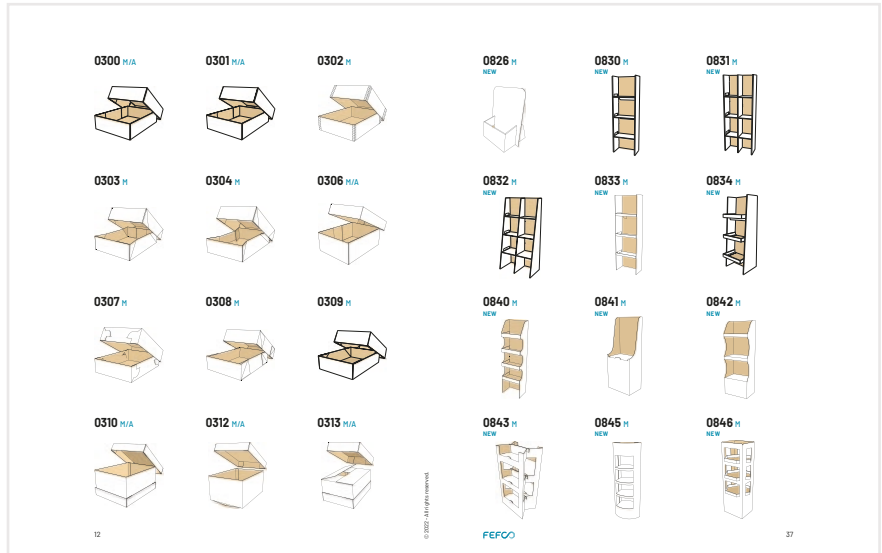 0300 M/A
0301 M/A
0302 M
0303 M
0304 M
0306 M/A
0307 M
0308 M
0309 M
0310 M/A
0312 M/A
0313 M/A
12
© 2022 - All rights reserved.
0826 M
NEW
0830 M
NEW
0831 M
NEW
0832 M
NEW
0833 M
NEW
0834 M
NEW
0840 M
NEW
0841 M
NEW
0842 M
NEW
0843 M
NEW
0845 M
NEW
0846 M
NEW
FEFCO
37